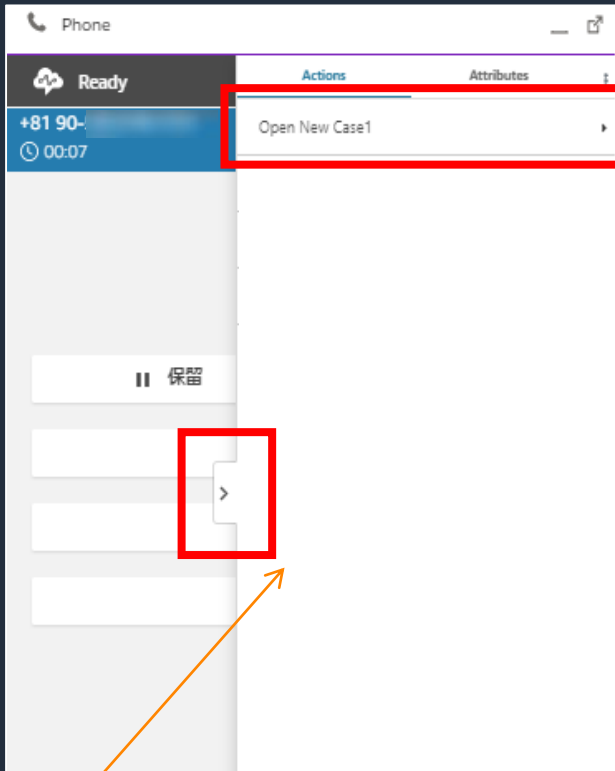 Phone
Ready
Actions Attributes
+81 90-
00:07
Open New Case1
保留